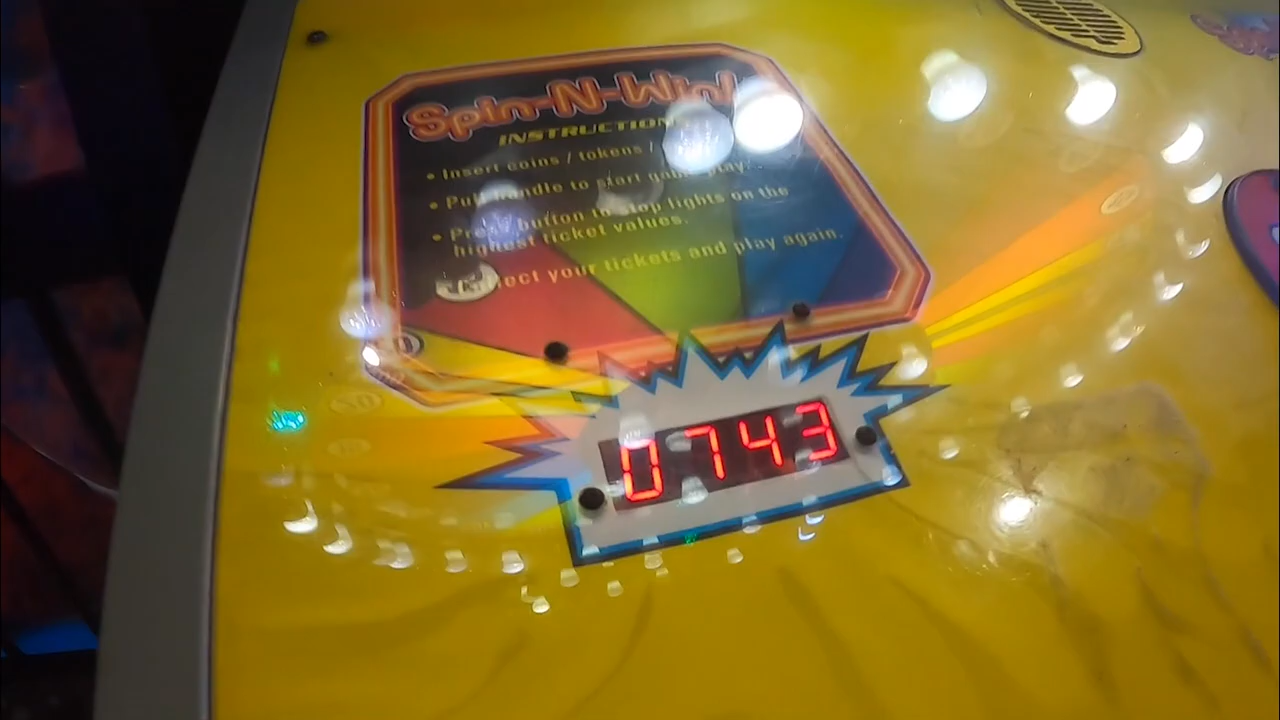 Spin-N-Win!
INSTRUCTION
• Insert coins / tokens /
• Pull handle to start game play.
• Press button to stop lights on the
highest ticket values.
• Collect your tickets and play again.
0743